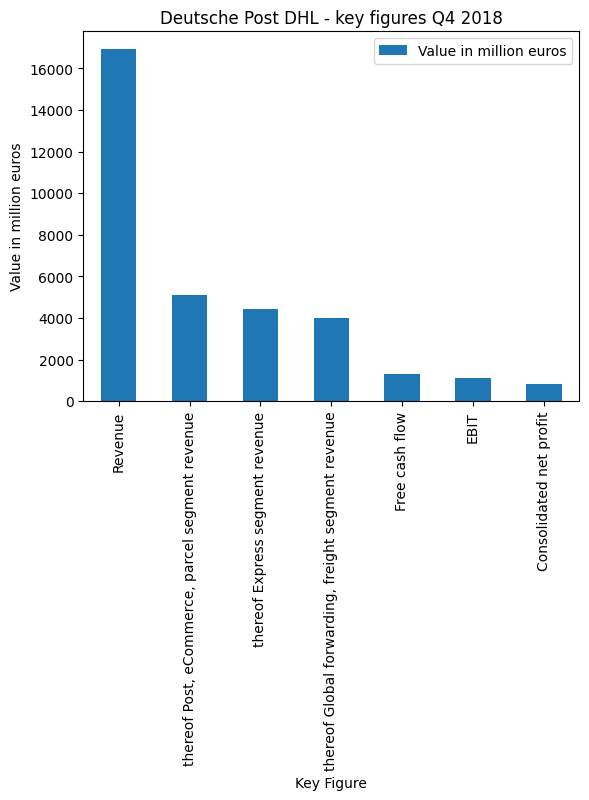 Deutsche Post DHL - key figures Q4 2018
Value in million euros
Value in million euros
16000
14000
12000
10000
8000
6000
4000
2000
0
Revenue
thereof Post, eCommerce, parcel segment revenue
thereof Express segment revenue
thereof Global forwarding, freight segment revenue
Free cash flow
EBIT
Consolidated net profit
Key Figure